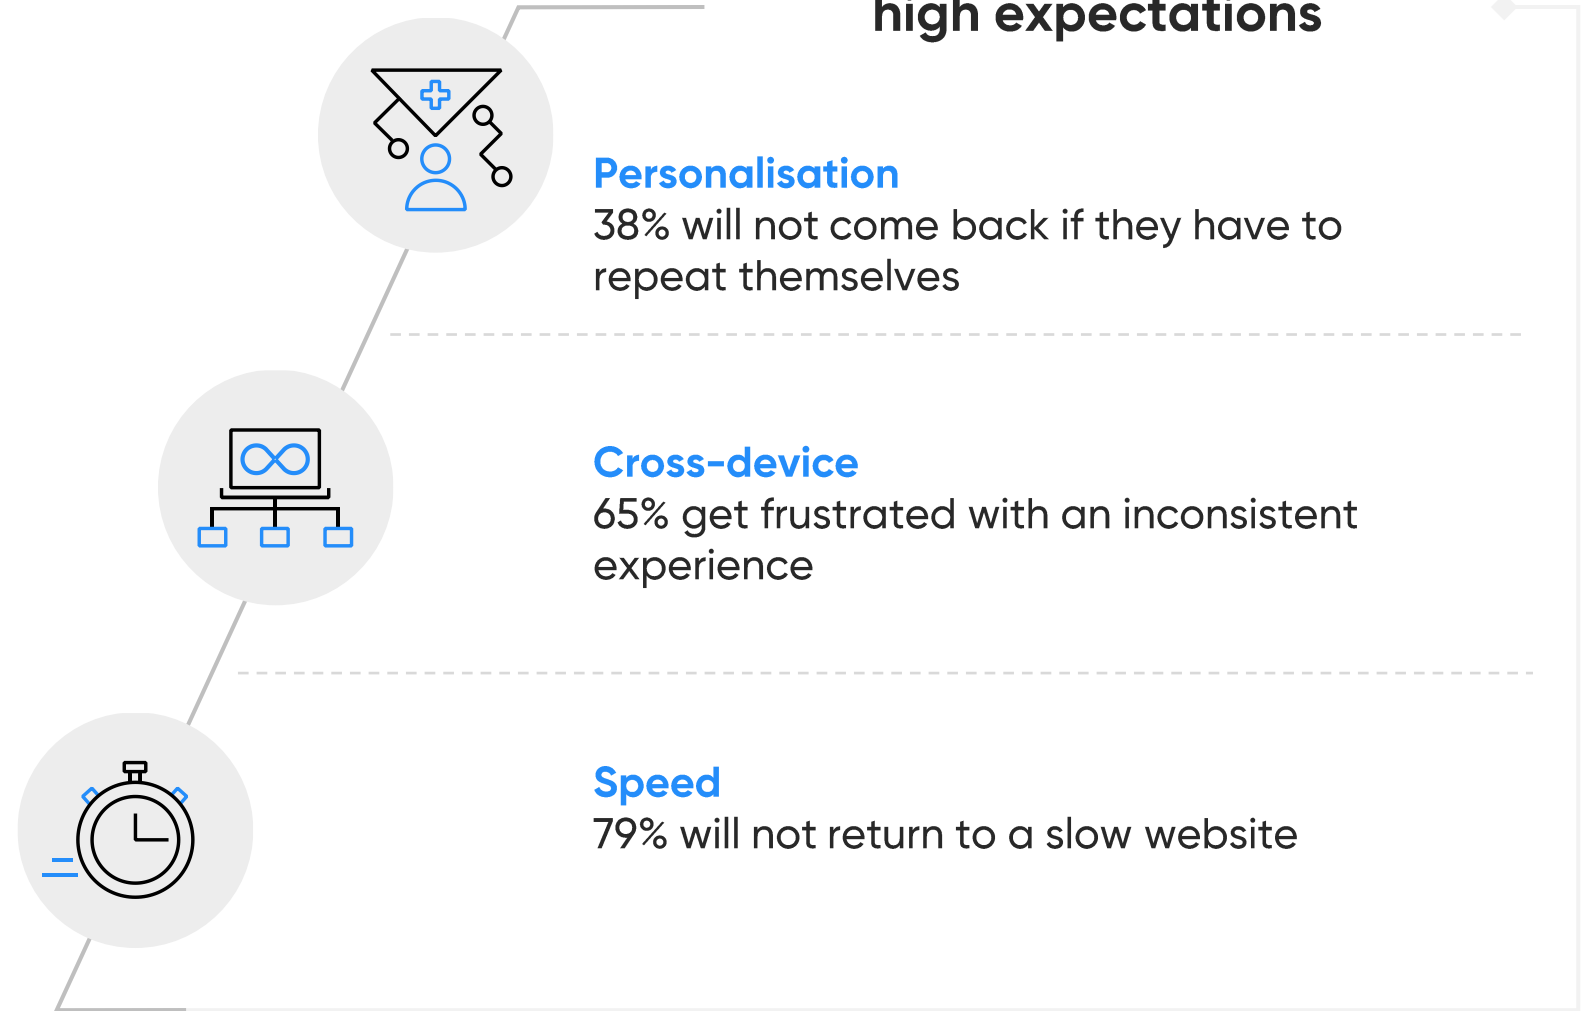 high expectations
Personalisation
38% will not come back if they have to
repeat themselves
Cross-device
65% get frustrated with an inconsistent
experience
Speed
79% will not return to a slow website